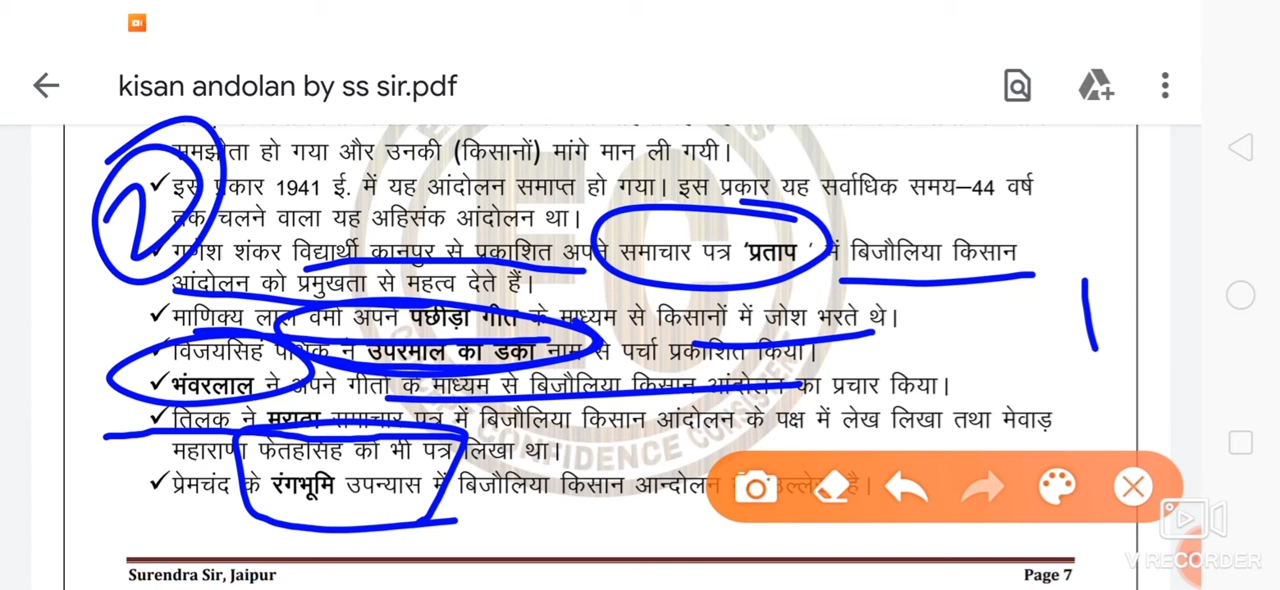 kisan andolan by ss sir.pdf
समझौता हो गया और उनकी (किसानों) मांगे मान ली गयी।
✓ इस प्रकार 1941 ई. में यह आंदोलन समाप्त हो गया। इस प्रकार यह सर्वाधिक समय–44 वर्ष
तक चलने वाला यह अहिसंक आंदोलन था।
2
गणेश शंकर विद्यार्थी कानपुर से प्रकाशित अपने समाचार पत्र 'प्रताप ' में बिजौलिया किसान
आंदोलन को प्रमुखता से महत्व देते हैं।
✓ माणिक्य लाल वर्मा अपने पछीड़ा गीत के माध्यम से किसानों में जोश भरते थे।
✓ विजयसिहं पथिक ने उपरमाल का डंका नाम से पर्चा प्रकाशित किया।
✓ भंवरलाल ने अपने गीतों के माध्यम से बिजौलिया किसान आंदोलन का प्रचार किया।
✓ तिलक ने मराठा समाचार पत्र में बिजौलिया किसान आंदोलन के पक्ष में लेख लिखा तथा मेवाड़
महाराणा फतेहसिंह को भी पत्र लिखा था।
✓ प्रेमचंद के रंगभूमि उपन्यास में बिजौलिया किसान आन्दोलन उल्लेख है।
CONFIDENCE
V RECORDER
Surendra Sir, Jaipur Page 7